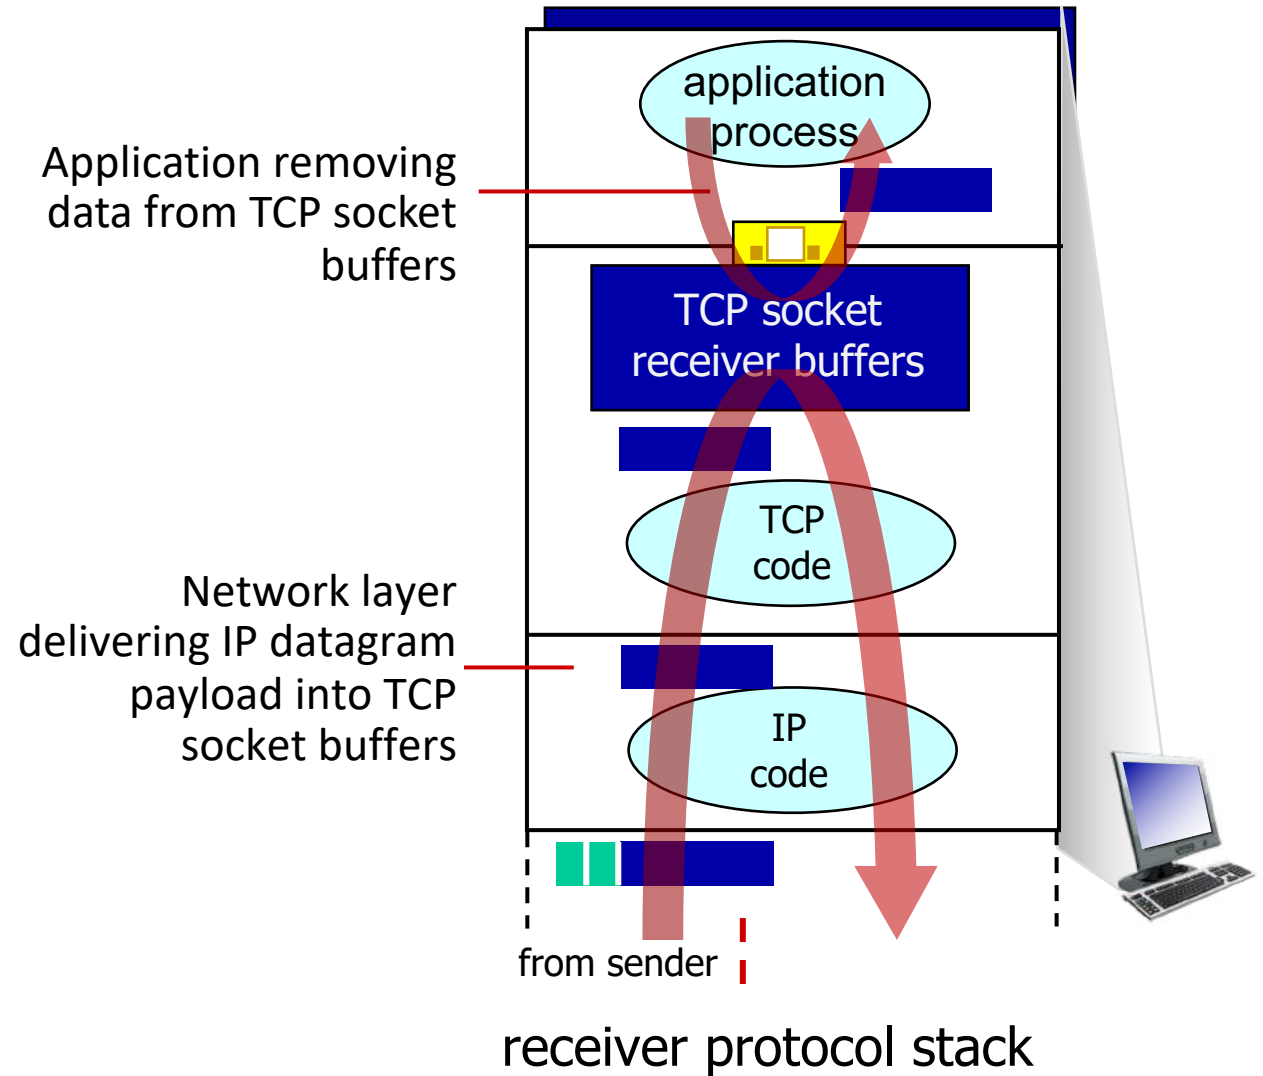 application
process
Application removing
data from TCP socket
buffers
TCP socket
receiver buffers
TCP
code
Network layer
delivering IP datagram
payload into TCP
socket buffers
IP
code
from sender
receiver protocol stack